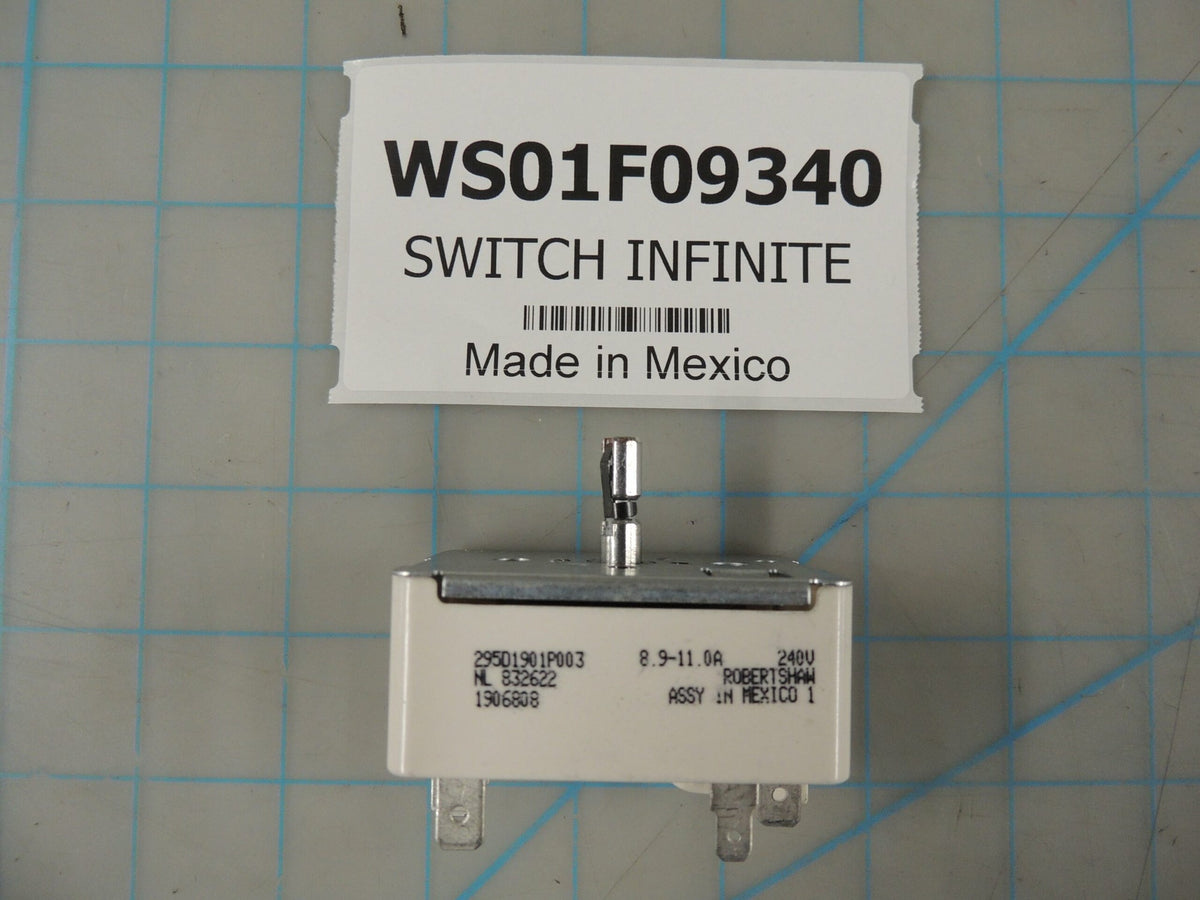 WS01F09340
SWITCH INFINITE
Made in Mexico
295D1901P003 8.9-11.0A 240V
NL 832622 ROBERTSHAW
1906808 ASSY IN MEXICO 1